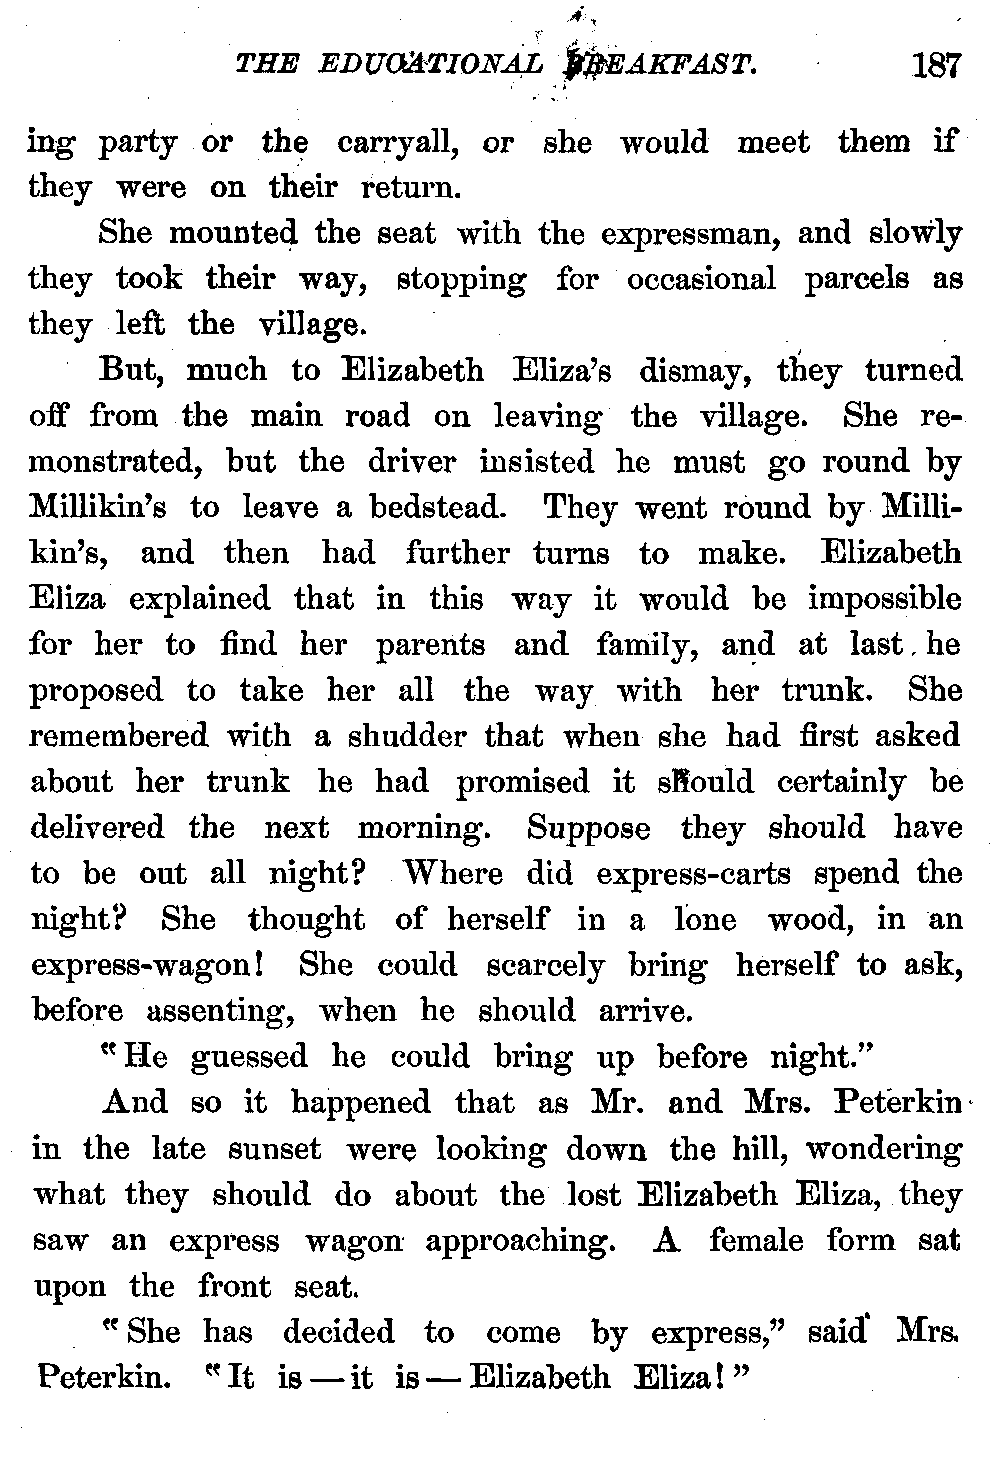 THE EDUCATIONAL BREAKFAST. 187
ing party or the carryall, or she would meet them if
they were on their return.
She mounted the seat with the expressman, and slowly
they took their way, stopping for occasional parcels as
they left the village.
But, much to Elizabeth Eliza's dismay, they turned
off from the main road on leaving the village. She re-
monstrated, but the driver insisted he must go round by
Millikin's to leave a bedstead. They went round by Milli-
kin's, and then had further turns to make. Elizabeth
Eliza explained that in this way it would be impossible
for her to find her parents and family, and at last he
proposed to take her all the way with her trunk. She
remembered with a shudder that when she had first asked
about her trunk he had promised it should certainly be
delivered the next morning. Suppose they should have
to be out all night? Where did express-carts spend the
night? She thought of herself in a lone wood, in an
express-wagon! She could scarcely bring herself to ask,
before assenting, when he should arrive.
"He guessed he could bring up before night."
And so it happened that as Mr. and Mrs. Peterkin
in the late sunset were looking down the hill, wondering
what they should do about the lost Elizabeth Eliza, they
saw an express wagon approaching. A female form sat
upon the front seat.
"She has decided to come by express," said Mrs.
Peterkin. "It is—it is—Elizabeth Eliza!"